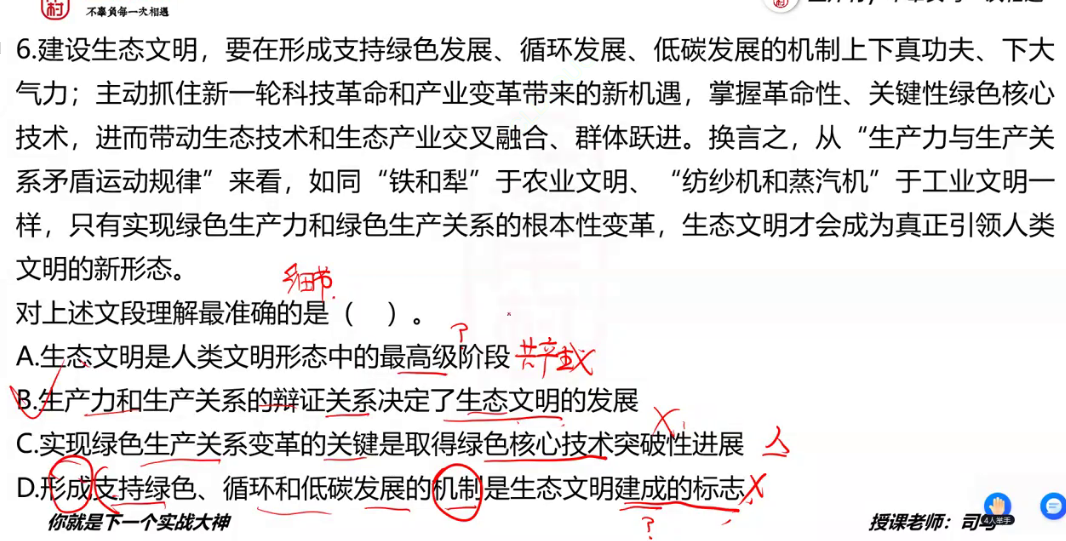 不辜负每一次相遇
6.建设生态文明，要在形成支持绿色发展、循环发展、低碳发展的机制上下真功夫、下大
气力；主动抓住新一轮科技革命和产业变革带来的新机遇，掌握革命性、关键性绿色核心
技术，进而带动生态技术和生态产业交叉融合、群体跃进。换言之，从“生产力与生产关
系矛盾运动规律”来看，如同“铁和犁”于农业文明、“纺纱机和蒸汽机”于工业文明一
样，只有实现绿色生产力和绿色生产关系的根本性变革，生态文明才会成为真正引领人类
文明的新形态。
细节
对上述文段理解最准确的是（ ）。
A.生态文明是人类文明形态中的最高级阶段 ? 共产主义
B.生产力和生产关系的辩证关系决定了生态文明的发展
C.实现绿色生产关系变革的关键是取得绿色核心技术突破性进展
D.形成支持绿色、循环和低碳发展的机制是生态文明建成的标志
?
你就是下一个实战大神
授课老师：司马
4人举手